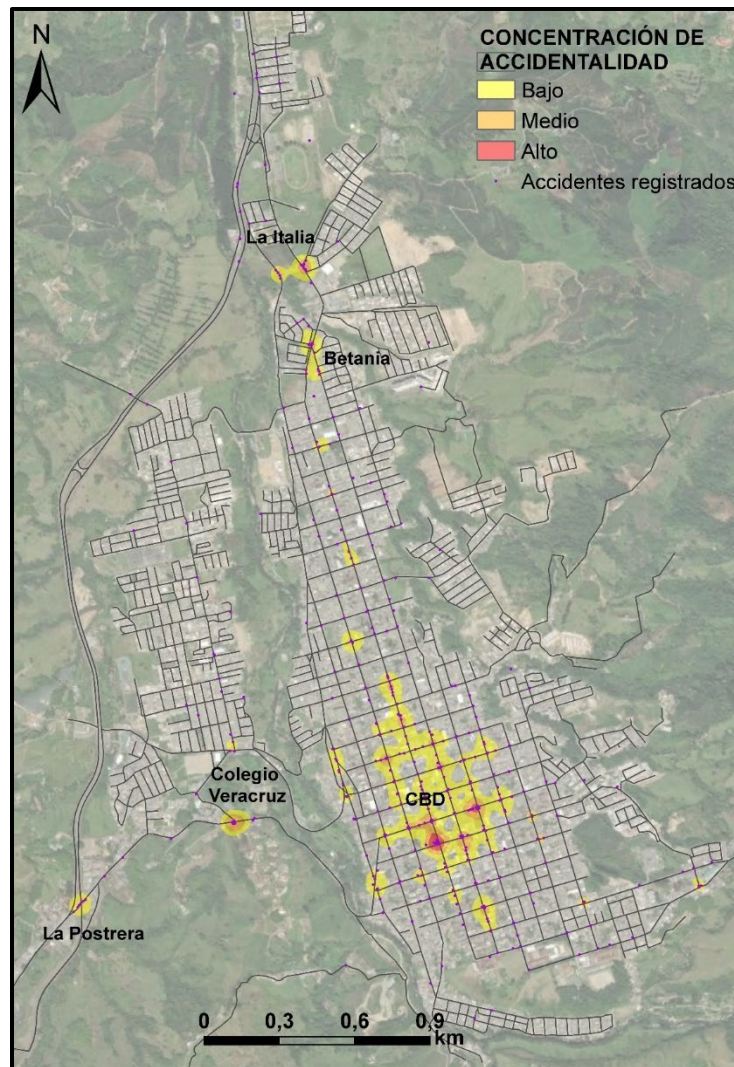 N
CONCENTRACIÓN DE
ACCIDENTALIDAD
Bajo
Medio
Alto
Accidentes registrados
La Italia
Betania
Colegio
Veracruz
CBD
La Postrera
0 0,3 0,6 0,9
km